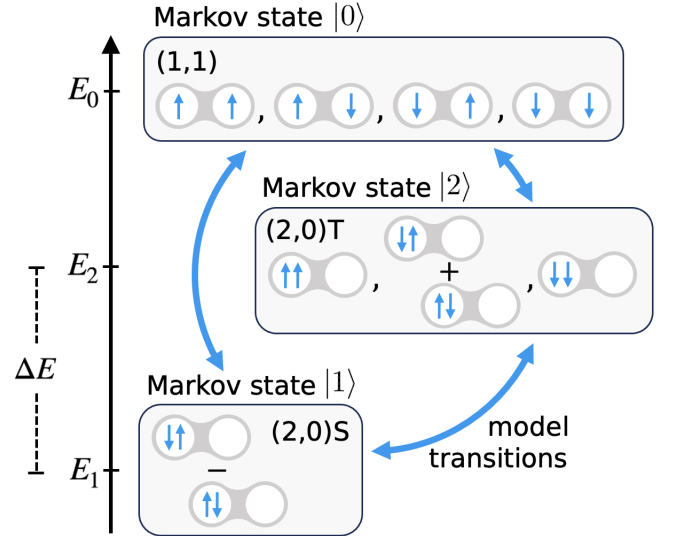 Markov state |0⟩
(1,1)
E₀
, , ,
Markov state |2⟩
(2,0)T
E₂
, + ,
ΔE
Markov state |1⟩
(2,0)S
−
E₁
model
transitions